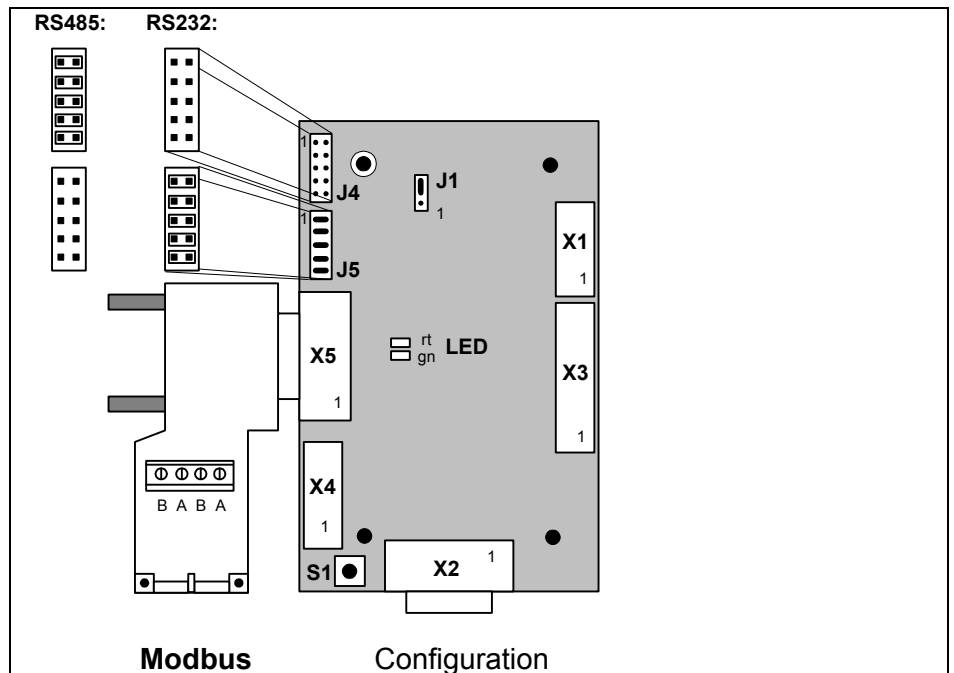 RS485: RS232:
1
J4
J1
1
1
J5
X1
1
X5
1
rt
gn
LED
X3
1
X4
1
B A B A
S1
X2
1
Modbus Configuration